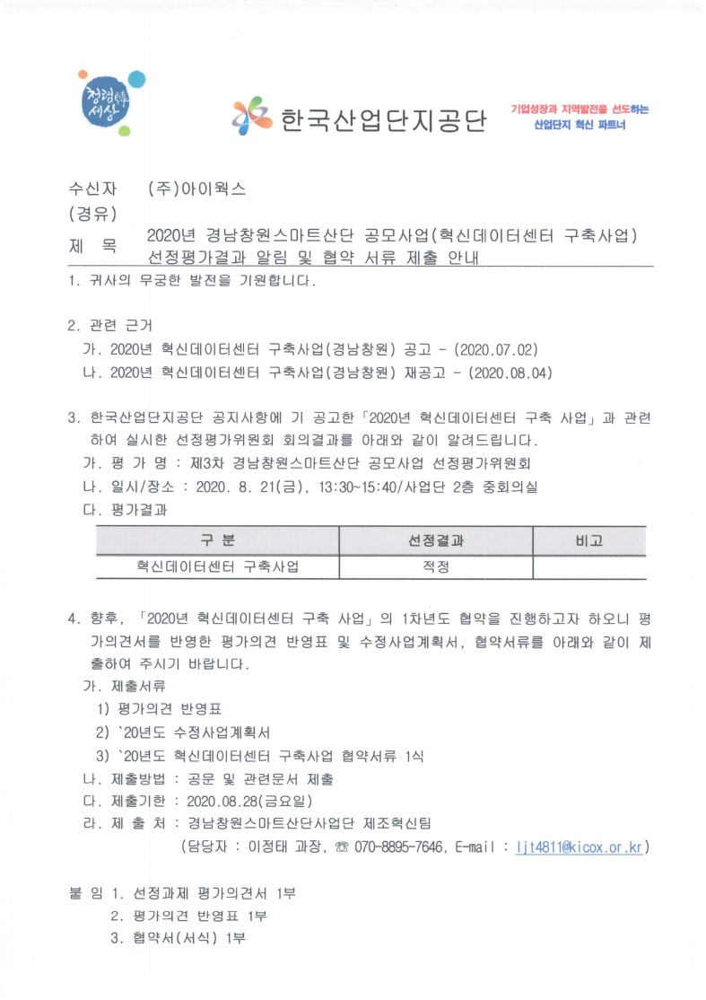 청렴韓
세상
한국산업단지공단
기업성장과 지역발전을 선도하는
산업단지 혁신 파트너
수신자 (주)아이웍스
(경유)
제 목 2020년 경남창원스마트산단 공모사업(혁신데이터센터 구축사업)
선정평가결과 알림 및 협약 서류 제출 안내
1. 귀사의 무궁한 발전을 기원합니다.
2. 관련 근거
가. 2020년 혁신데이터센터 구축사업(경남창원) 공고 - (2020.07.02)
나. 2020년 혁신데이터센터 구축사업(경남창원) 재공고 - (2020.08.04)
3. 한국산업단지공단 공지사항에 기 공고한「2020년 혁신데이터센터 구축 사업」과 관련
하여 실시한 선정평가위원회 회의결과를 아래와 같이 알려드립니다.
가. 평 가 명 : 제3차 경남창원스마트산단 공모사업 선정평가위원회
나. 일시/장소 : 2020. 8. 21(금), 13:30~15:40/사업단 2층 중회의실
다. 평가결과
구 분 선정결과 비고
혁신데이터센터 구축사업 적정
4. 향후, 「2020년 혁신데이터센터 구축 사업」의 1차년도 협약을 진행하고자 하오니 평
가의견서를 반영한 평가의견 반영표 및 수정사업계획서, 협약서류를 아래와 같이 제
출하여 주시기 바랍니다.
가. 제출서류
1) 평가의견 반영표
2) `20년도 수정사업계획서
3) `20년도 혁신데이터센터 구축사업 협약서류 1식
나. 제출방법 : 공문 및 관련문서 제출
다. 제출기한 : 2020.08.28(금요일)
라. 제 출 처 : 경남창원스마트산단사업단 제조혁신팀
(담당자 : 이정태 과장, ☏ 070-8895-7646, E-mail : ljt4811@kicox.or.kr)
붙 임 1. 선정과제 평가의견서 1부
2. 평가의견 반영표 1부
3. 협약서(서식) 1부